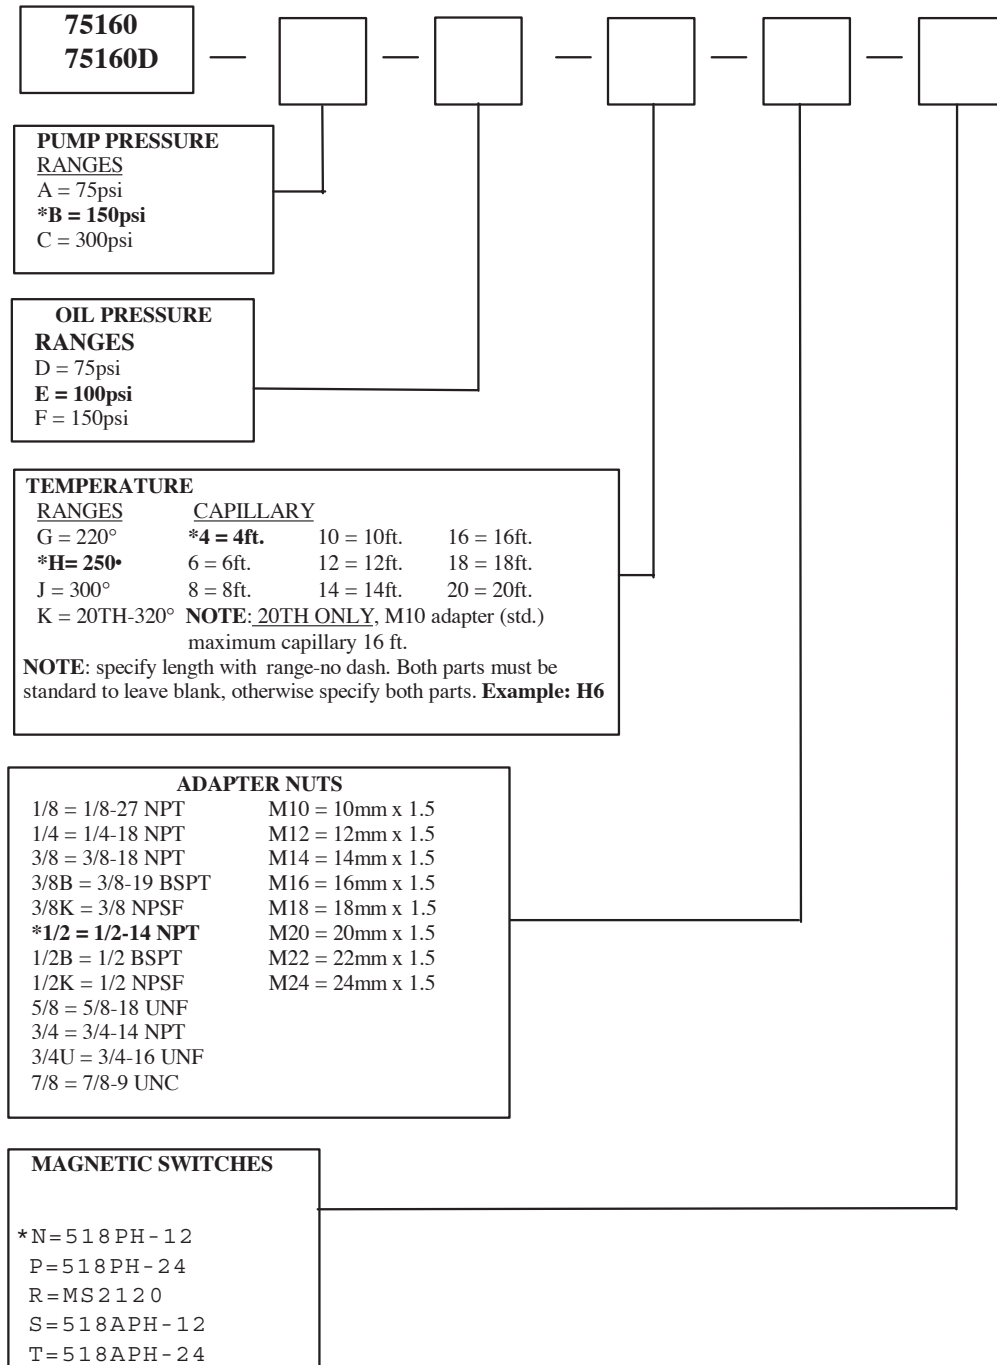 75160
75160D
PUMP PRESSURE
RANGES
A = 75psi
*B = 150psi
C = 300psi
OIL PRESSURE
RANGES
D = 75psi
E = 100psi
F = 150psi
TEMPERATURE
RANGES CAPILLARY
G = 220° *4 = 4ft. 10 = 10ft. 16 = 16ft.
*H= 250• 6 = 6ft. 12 = 12ft. 18 = 18ft.
J = 300° 8 = 8ft. 14 = 14ft. 20 = 20ft.
K = 20TH-320° NOTE: 20TH ONLY, M10 adapter (std.)
maximum capillary 16 ft.
NOTE: specify length with range-no dash. Both parts must be
standard to leave blank, otherwise specify both parts. Example: H6
ADAPTER NUTS
1/8 = 1/8-27 NPT M10 = 10mm x 1.5
1/4 = 1/4-18 NPT M12 = 12mm x 1.5
3/8 = 3/8-18 NPT M14 = 14mm x 1.5
3/8B = 3/8-19 BSPT M16 = 16mm x 1.5
3/8K = 3/8 NPSF M18 = 18mm x 1.5
*1/2 = 1/2-14 NPT M20 = 20mm x 1.5
1/2B = 1/2 BSPT M22 = 22mm x 1.5
1/2K = 1/2 NPSF M24 = 24mm x 1.5
5/8 = 5/8-18 UNF
3/4 = 3/4-14 NPT
3/4U = 3/4-16 UNF
7/8 = 7/8-9 UNC
MAGNETIC SWITCHES
*N=518PH-12
P=518PH-24
R=MS2120
S=518APH-12
T=518APH-24